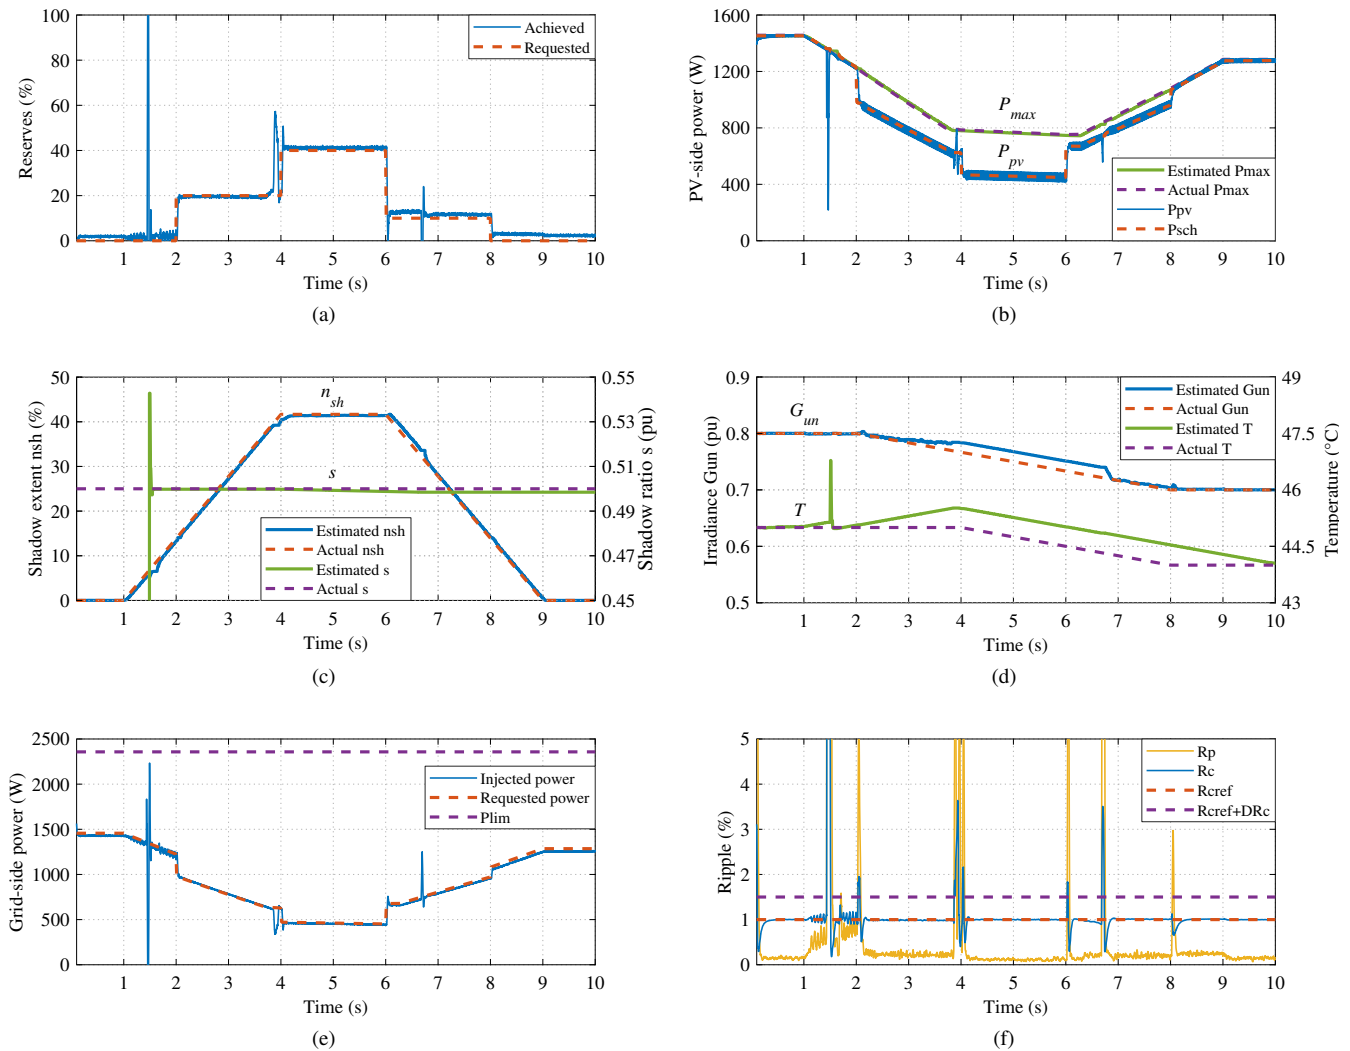 100
80
60
40
20
0
Reserves (%)
Achieved
Requested
1 2 3 4 5 6 7 8 9 10
Time (s)
(a)
1600
1200
800
400
0
PV-side power (W)
P_max
P_pv
Estimated Pmax
Actual Pmax
Ppv
Psch
1 2 3 4 5 6 7 8 9 10
Time (s)
(b)
50
40
30
20
10
0
Shadow extent nsh (%)
n_sh
s
Estimated nsh
Actual nsh
Estimated s
Actual s
0.55
0.53
0.50
0.49
0.47
0.45
Shadow ratio s (pu)
1 2 3 4 5 6 7 8 9 10
Time (s)
(c)
0.9
0.8
0.7
0.6
0.5
Irradiance Gun (pu)
G_un
T
Estimated Gun
Actual Gun
Estimated T
Actual T
49
47.5
46
44.5
43
Temperature (°C)
1 2 3 4 5 6 7 8 9 10
Time (s)
(d)
2500
2000
1500
1000
500
0
Grid-side power (W)
Injected power
Requested power
Plim
1 2 3 4 5 6 7 8 9 10
Time (s)
(e)
5
4
3
2
1
0
Ripple (%)
Rp
Rc
Rcref
Rcref+DRc
1 2 3 4 5 6 7 8 9 10
Time (s)
(f)